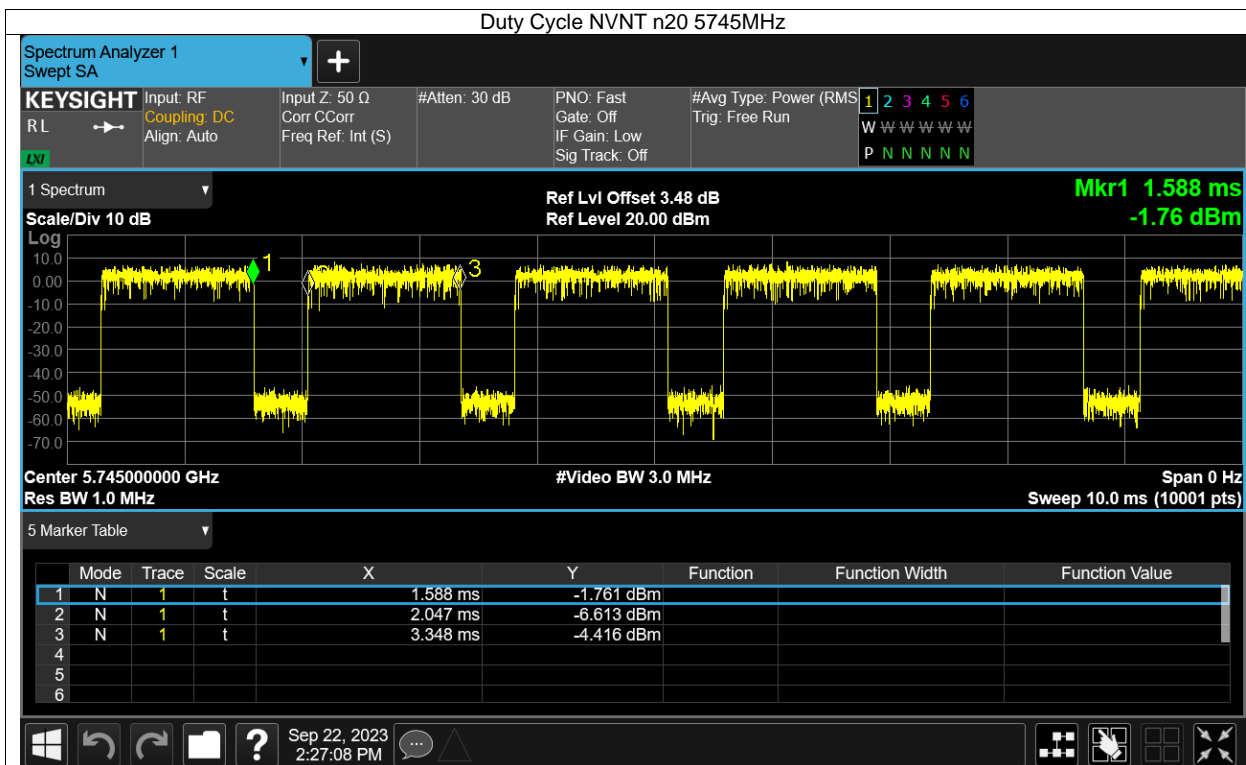 Duty Cycle NVNT n20 5745MHz
Spectrum Analyzer 1
Swept SA
+
KEYSIGHT
RL
LXI
Input: RF
Coupling: DC
Align: Auto
Input Z: 50 Ω
Corr CCorr
Freq Ref: Int (S)
#Atten: 30 dB
PNO: Fast
Gate: Off
IF Gain: Low
Sig Track: Off
#Avg Type: Power (RMS
Trig: Free Run
1 2 3 4 5 6
W W W W W W
P N N N N N
1 Spectrum
Scale/Div 10 dB
Ref Lvl Offset 3.48 dB
Ref Level 20.00 dBm
Mkr1 1.588 ms
-1.76 dBm
Log
10.0
0.00
-10.0
-20.0
-30.0
-40.0
-50.0
-60.0
-70.0
1
3
Center 5.745000000 GHz
#Video BW 3.0 MHz
Span 0 Hz
Res BW 1.0 MHz
Sweep 10.0 ms (10001 pts)
5 Marker Table
Mode Trace Scale X Y Function Function Width Function Value
1 N 1 t 1.588 ms -1.761 dBm
2 N 1 t 2.047 ms -6.613 dBm
3 N 1 t 3.348 ms -4.416 dBm
4
5
6
?
Sep 22, 2023
2:27:08 PM